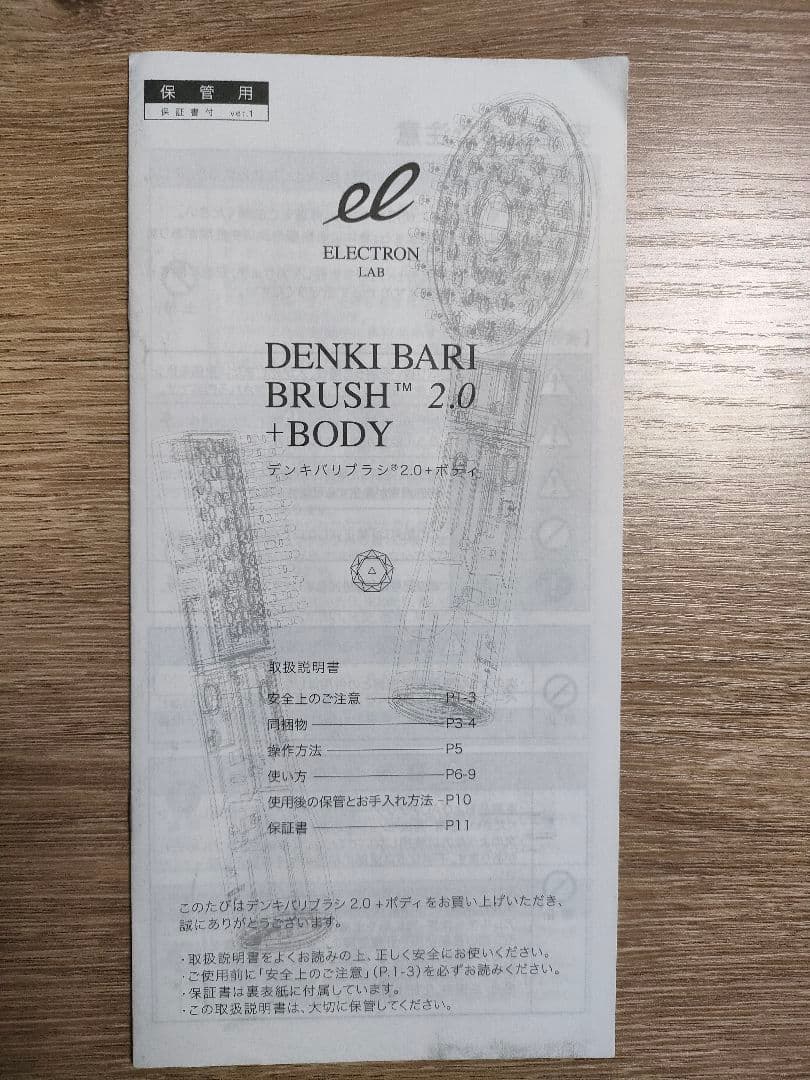 保管用
保証書付 ver.1
el
ELECTRON
LAB
DENKI BARI
BRUSH™ 2.0
+BODY
デンキバリブラシ®2.0+ボディ
取扱説明書
安全上のご注意 P1-3
同梱物 P3-4
操作方法 P5
使い方 P6-9
使用後の保管とお手入れ方法 P10
保証書 P11
このたびはデンキバリブラシ2.0+ボディをお買い上げいただき、
誠にありがとうございます。
・取扱説明書をよくお読みの上、正しく安全にお使いください。
・ご使用前に「安全上のご注意」(P.1-3)を必ずお読みください。
・保証書は裏表紙に付属しています。
・この取扱説明書は、大切に保管してください。